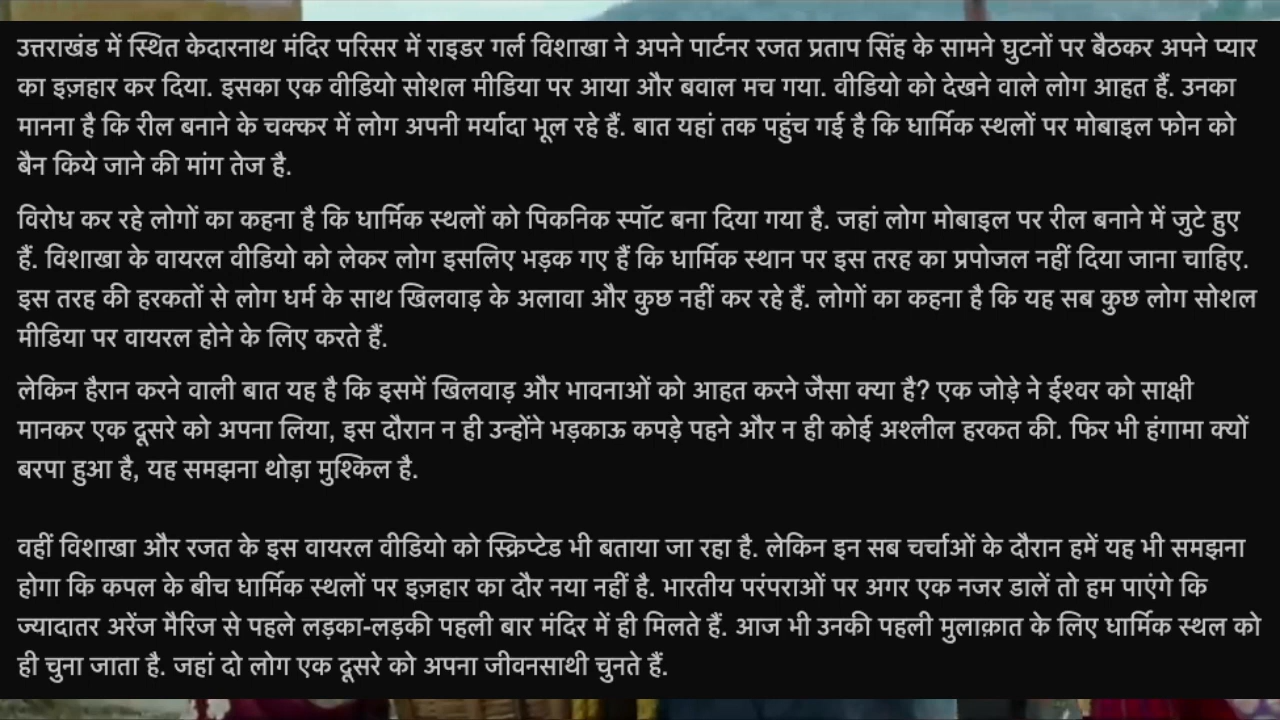 उत्तराखंड में स्थित केदारनाथ मंदिर परिसर में राइडर गर्ल विशाखा ने अपने पार्टनर रजत प्रताप सिंह के सामने घुटनों पर बैठकर अपने प्यार
का इज़हार कर दिया. इसका एक वीडियो सोशल मीडिया पर आया और बवाल मच गया. वीडियो को देखने वाले लोग आहत हैं. उनका
मानना है कि रील बनाने के चक्कर में लोग अपनी मर्यादा भूल रहे हैं. बात यहां तक पहुंच गई है कि धार्मिक स्थलों पर मोबाइल फोन को
बैन किये जाने की मांग तेज है.
विरोध कर रहे लोगों का कहना है कि धार्मिक स्थलों को पिकनिक स्पॉट बना दिया गया है. जहां लोग मोबाइल पर रील बनाने में जुटे हुए
हैं. विशाखा के वायरल वीडियो को लेकर लोग इसलिए भड़क गए हैं कि धार्मिक स्थान पर इस तरह का प्रपोजल नहीं दिया जाना चाहिए.
इस तरह की हरकतों से लोग धर्म के साथ खिलवाड़ के अलावा और कुछ नहीं कर रहे हैं. लोगों का कहना है कि यह सब कुछ लोग सोशल
मीडिया पर वायरल होने के लिए करते हैं.
लेकिन हैरान करने वाली बात यह है कि इसमें खिलवाड़ और भावनाओं को आहत करने जैसा क्या है? एक जोड़े ने ईश्वर को साक्षी
मानकर एक दूसरे को अपना लिया, इस दौरान न ही उन्होंने भड़काऊ कपड़े पहने और न ही कोई अश्लील हरकत की. फिर भी हंगामा क्यों
बरपा हुआ है, यह समझना थोड़ा मुश्किल है.
वहीं विशाखा और रजत के इस वायरल वीडियो को स्क्रिप्टेड भी बताया जा रहा है. लेकिन इन सब चर्चाओं के दौरान हमें यह भी समझना
होगा कि कपल के बीच धार्मिक स्थलों पर इज़हार का दौर नया नहीं है. भारतीय परंपराओं पर अगर एक नजर डालें तो हम पाएंगे कि
ज्यादातर अरेंज मैरिज से पहले लड़का-लड़की पहली बार मंदिर में ही मिलते हैं. आज भी उनकी पहली मुलाक़ात के लिए धार्मिक स्थल को
ही चुना जाता है. जहां दो लोग एक दूसरे को अपना जीवनसाथी चुनते हैं.